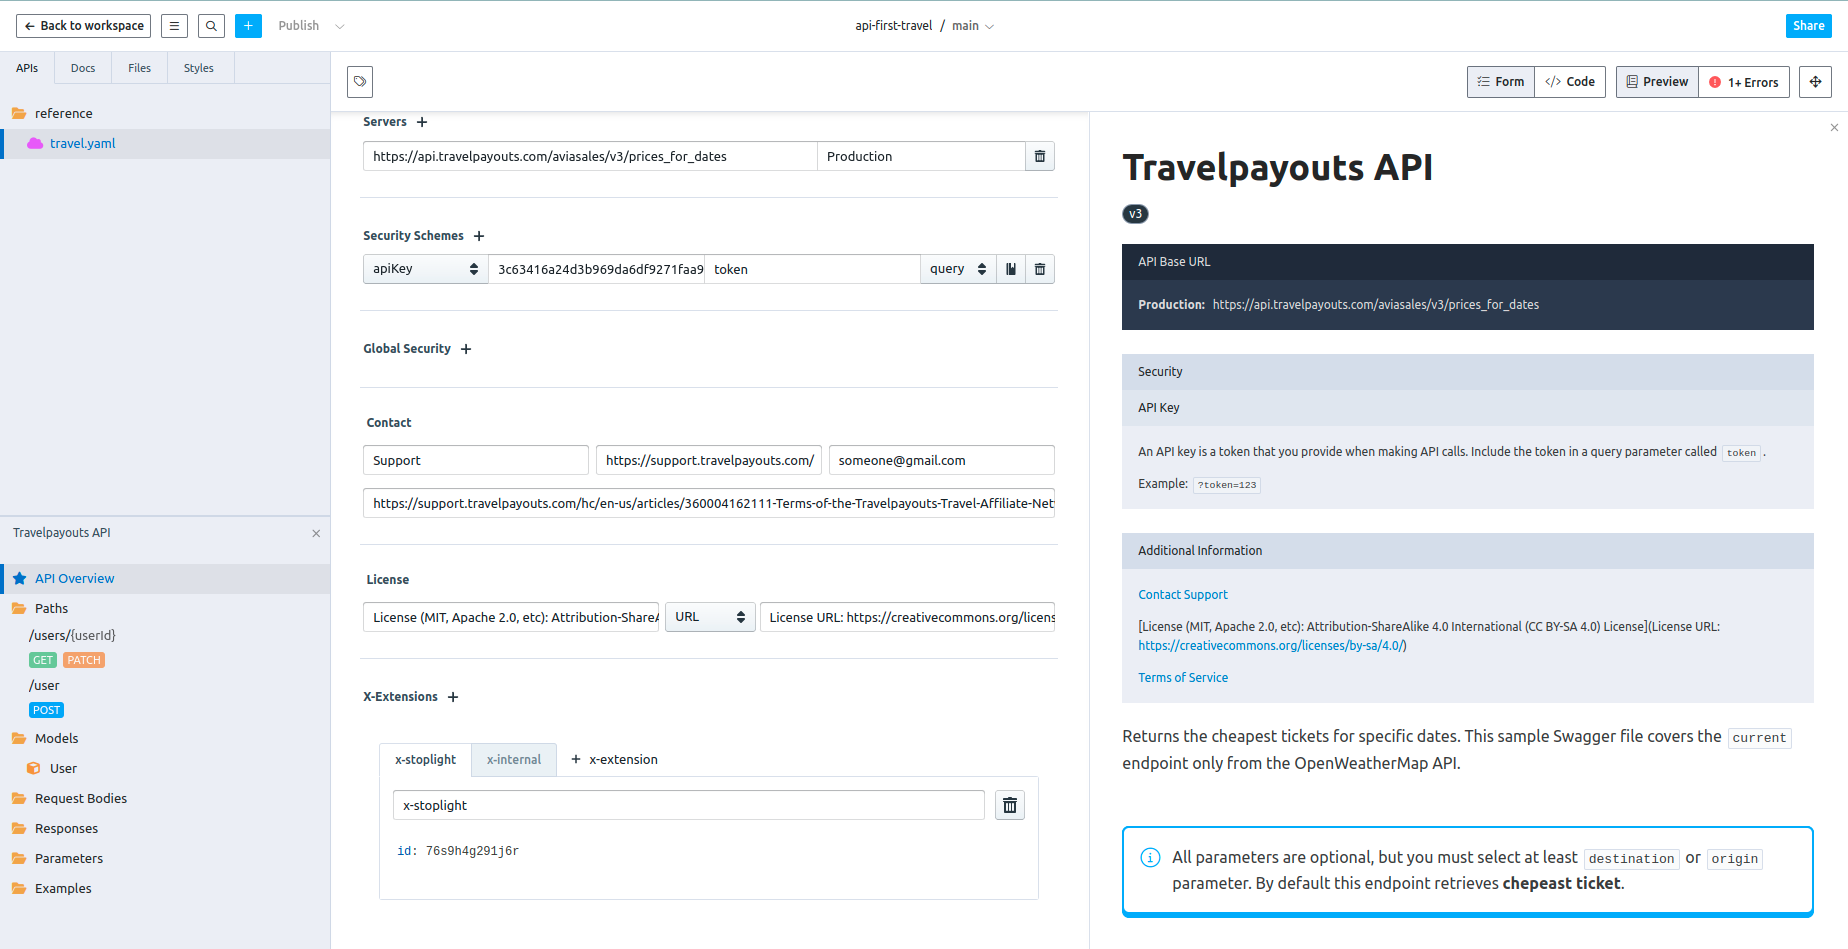 ← Back to workspace
Publish
api-first-travel / main
Share
APIs
Docs
Files
Styles
reference
travel.yaml
Form
</> Code
Preview
1+ Errors
Servers +
https://api.travelpayouts.com/aviasales/v3/prices_for_dates
Production
Security Schemes +
apiKey
3c63416a24d3b969da6df9271faa9
token
query
Global Security +
Contact
Support
https://support.travelpayouts.com/
someone@gmail.com
https://support.travelpayouts.com/hc/en-us/articles/360004162111-Terms-of-the-Travelpayouts-Travel-Affiliate-Net
License
License (MIT, Apache 2.0, etc): Attribution-ShareA
URL
License URL: https://creativecommons.org/licens
X-Extensions +
x-stoplight
x-internal
+ x-extension
x-stoplight
id: 76s9h4g291j6r
Travelpayouts API
API Overview
Paths
/users/{userId}
GET PATCH
/user
POST
Models
User
Request Bodies
Responses
Parameters
Examples
Travelpayouts API
v3
API Base URL
Production: https://api.travelpayouts.com/aviasales/v3/prices_for_dates
Security
API Key
An API key is a token that you provide when making API calls. Include the token in a query parameter called token .
Example: ?token=123
Additional Information
Contact Support
[License (MIT, Apache 2.0, etc): Attribution-ShareAlike 4.0 International (CC BY-SA 4.0) License](License URL:
https://creativecommons.org/licenses/by-sa/4.0/)
Terms of Service
Returns the cheapest tickets for specific dates. This sample Swagger file covers the current
endpoint only from the OpenWeatherMap API.
All parameters are optional, but you must select at least destination or origin
parameter. By default this endpoint retrieves chepeast ticket.